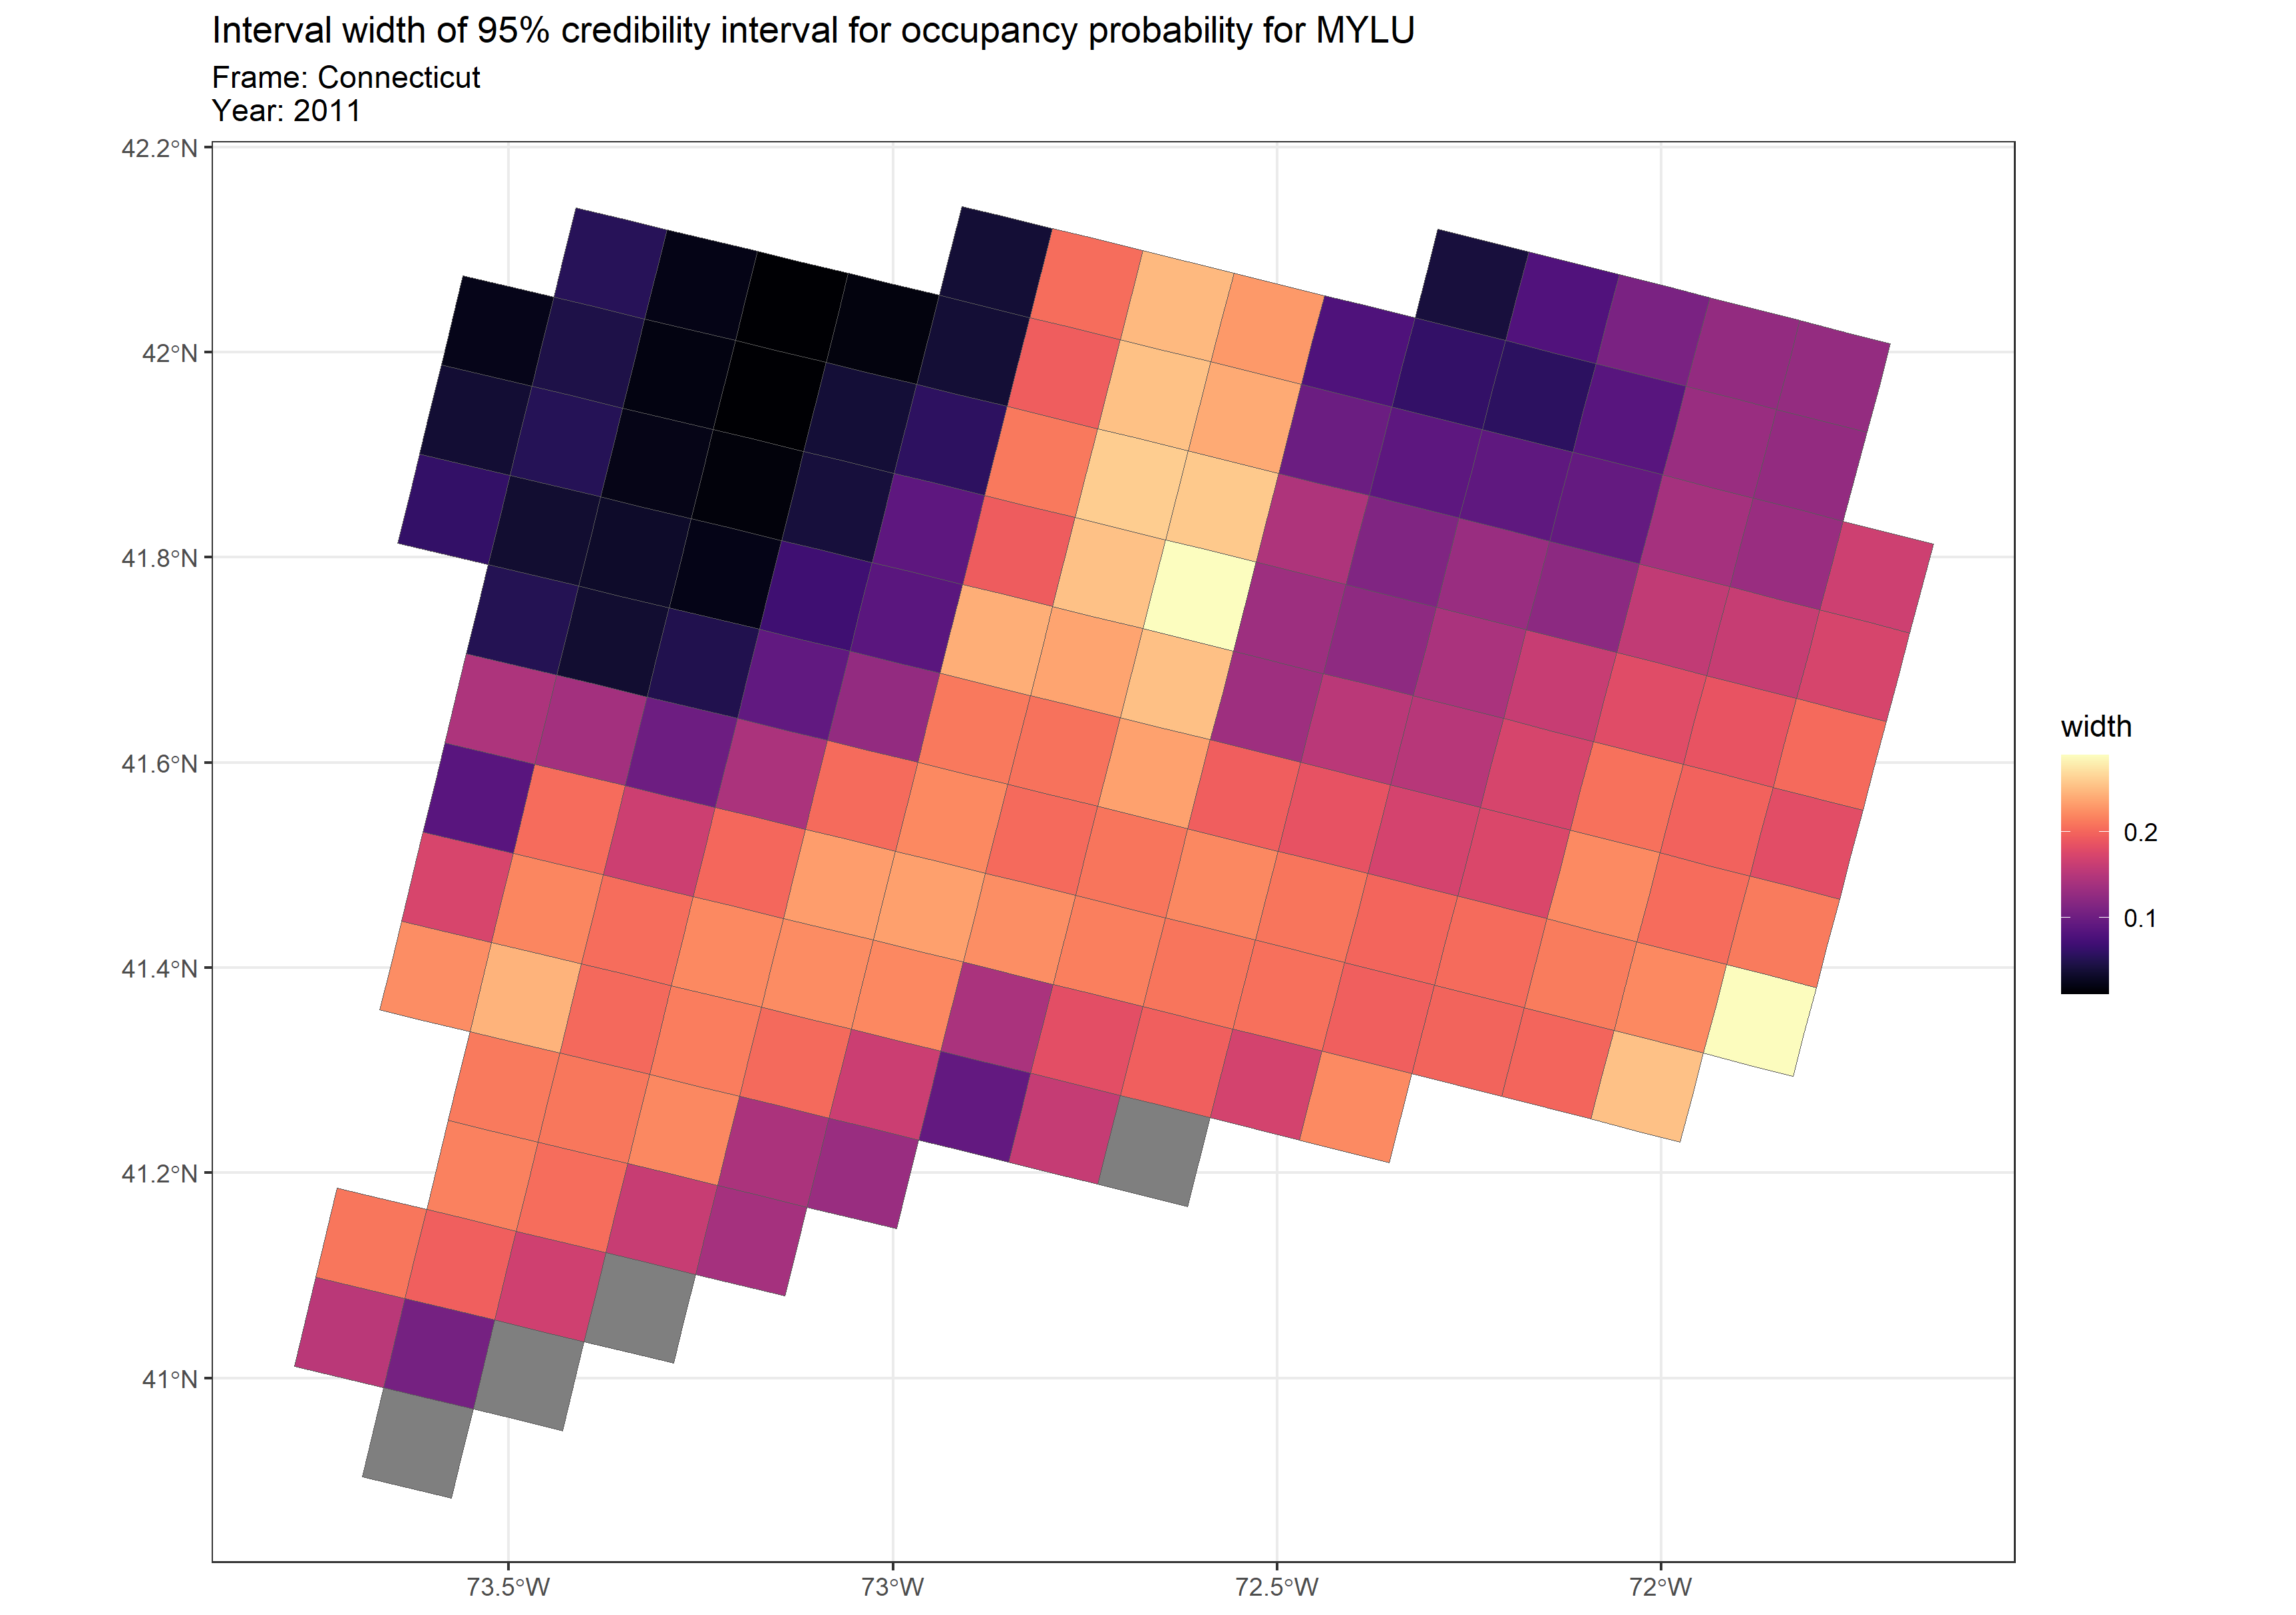 Interval width of 95% credibility interval for occupancy probability for MYLU
Frame: Connecticut
Year: 2011
42.2°N
42°N
41.8°N
41.6°N
41.4°N
41.2°N
41°N
73.5°W
73°W
72.5°W
72°W
width
0.2
0.1